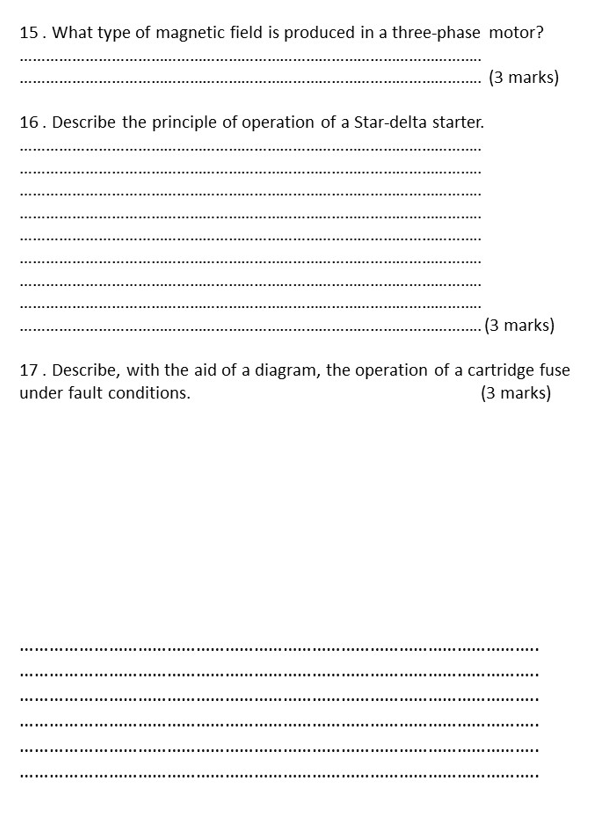 15 . What type of magnetic field is produced in a three-phase motor?
................................................................................
................................................................................ (3 marks)
16 . Describe the principle of operation of a Star-delta starter.
................................................................................
................................................................................
................................................................................
................................................................................
................................................................................
................................................................................
................................................................................
................................................................................
................................................................................ (3 marks)
17 . Describe, with the aid of a diagram, the operation of a cartridge fuse
under fault conditions. (3 marks)
................................................................................
................................................................................
................................................................................
................................................................................
................................................................................
................................................................................